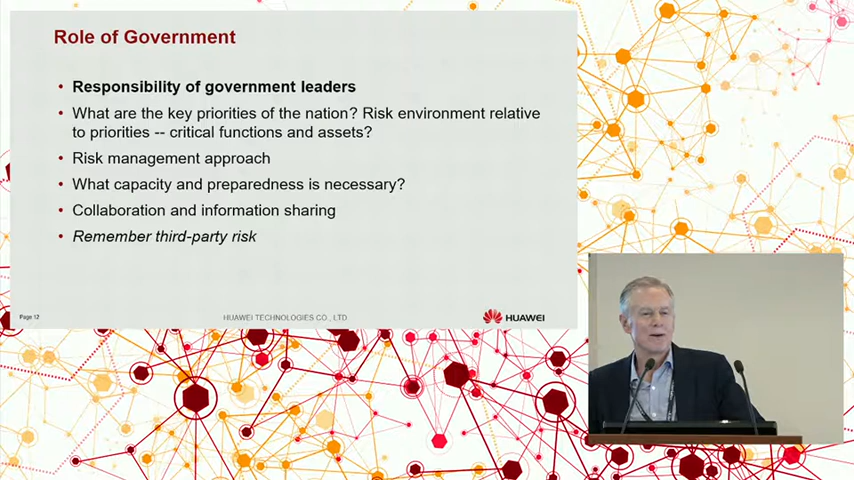 Role of Government
• Responsibility of government leaders
• What are the key priorities of the nation? Risk environment relative
to priorities -- critical functions and assets?
• Risk management approach
• What capacity and preparedness is necessary?
• Collaboration and information sharing
• Remember third-party risk
Page 12
HUAWEI TECHNOLOGIES CO., LTD
HUAWEI